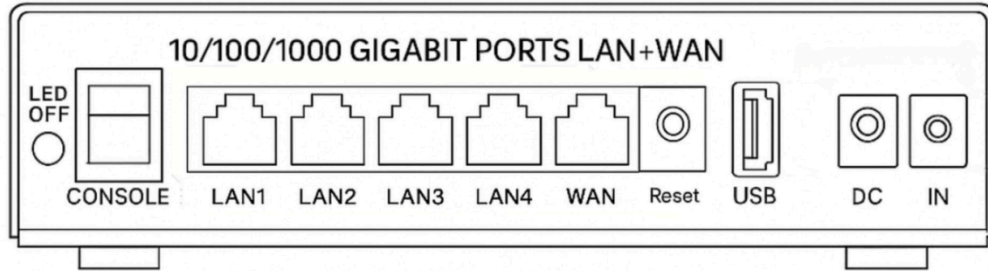 10/100/1000 GIGABIT PORTS LAN+WAN
LED
OFF
CONSOLE LAN1 LAN2 LAN3 LAN4 WAN Reset USB DC IN